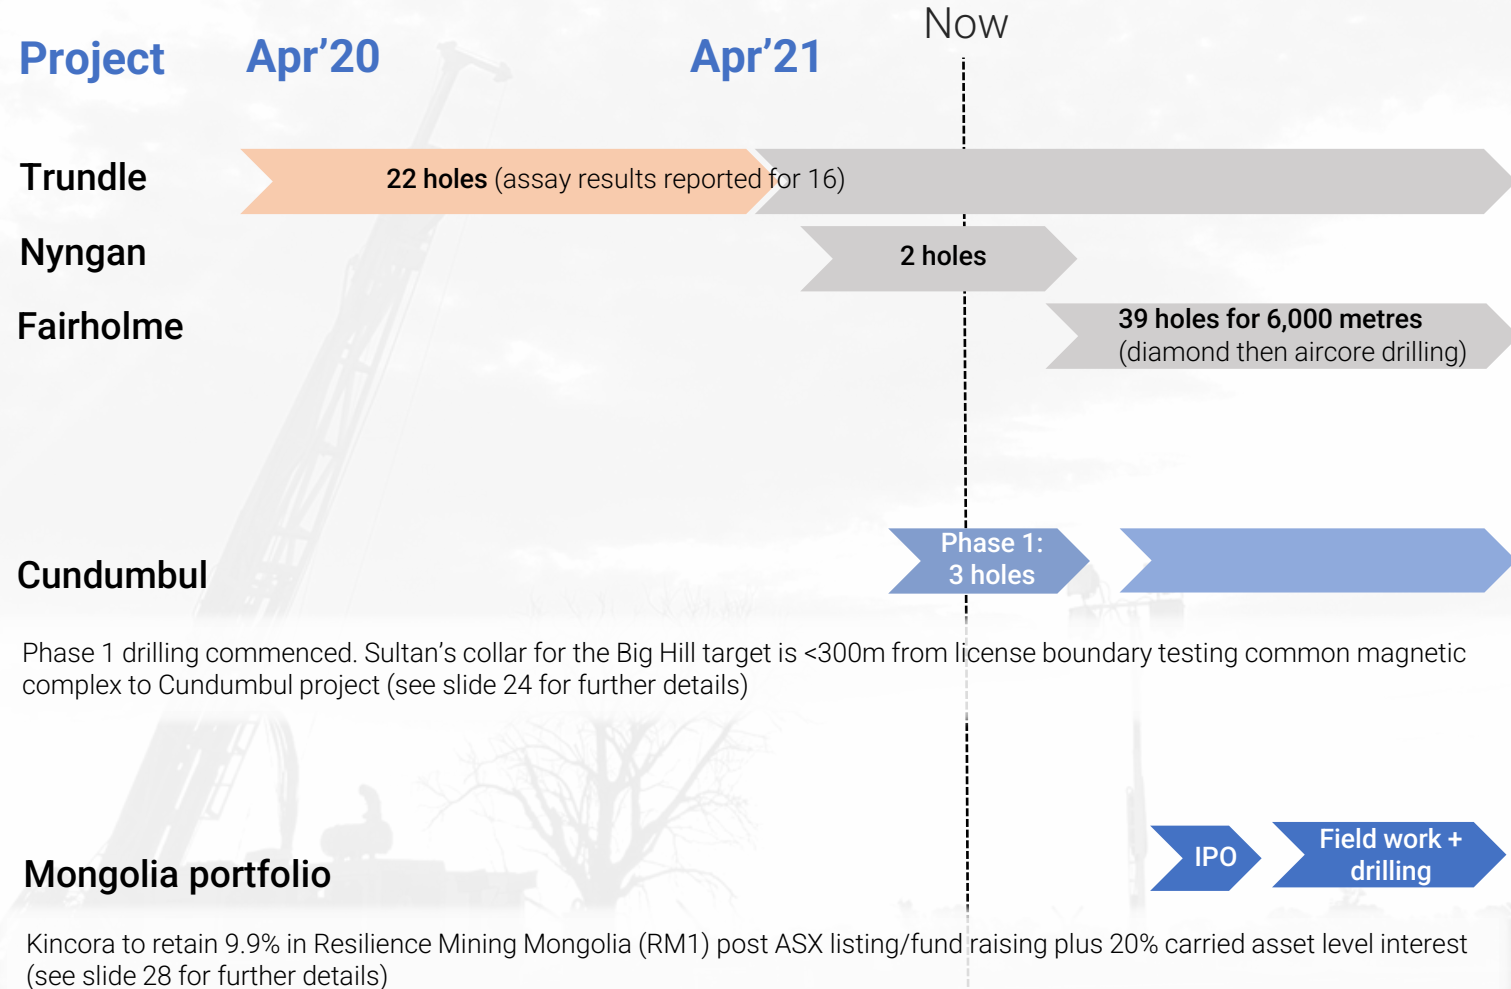 Now
Project Apr’20 Apr’21
Trundle
22 holes (assay results reported for 16)
Nyngan
2 holes
Fairholme
39 holes for 6,000 metres
(diamond then aircore drilling)
Cundumbul
Phase 1:
3 holes
Phase 1 drilling commenced. Sultan’s collar for the Big Hill target is <300m from license boundary testing common magnetic
complex to Cundumbul project (see slide 24 for further details)
Mongolia portfolio
IPO
Field work +
drilling
Kincora to retain 9.9% in Resilience Mining Mongolia (RM1) post ASX listing/fund raising plus 20% carried asset level interest
(see slide 28 for further details)